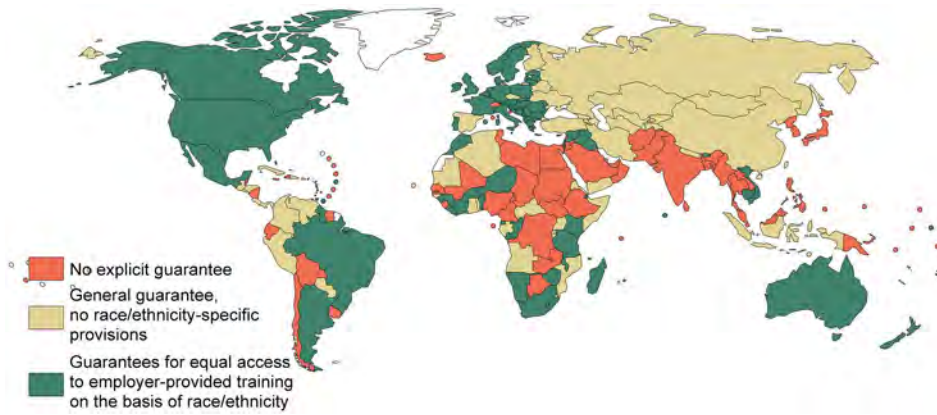 No explicit guarantee
General guarantee,
no race/ethnicity-specific
provisions
Guarantees for equal access
to employer-provided training
on the basis of race/ethnicity